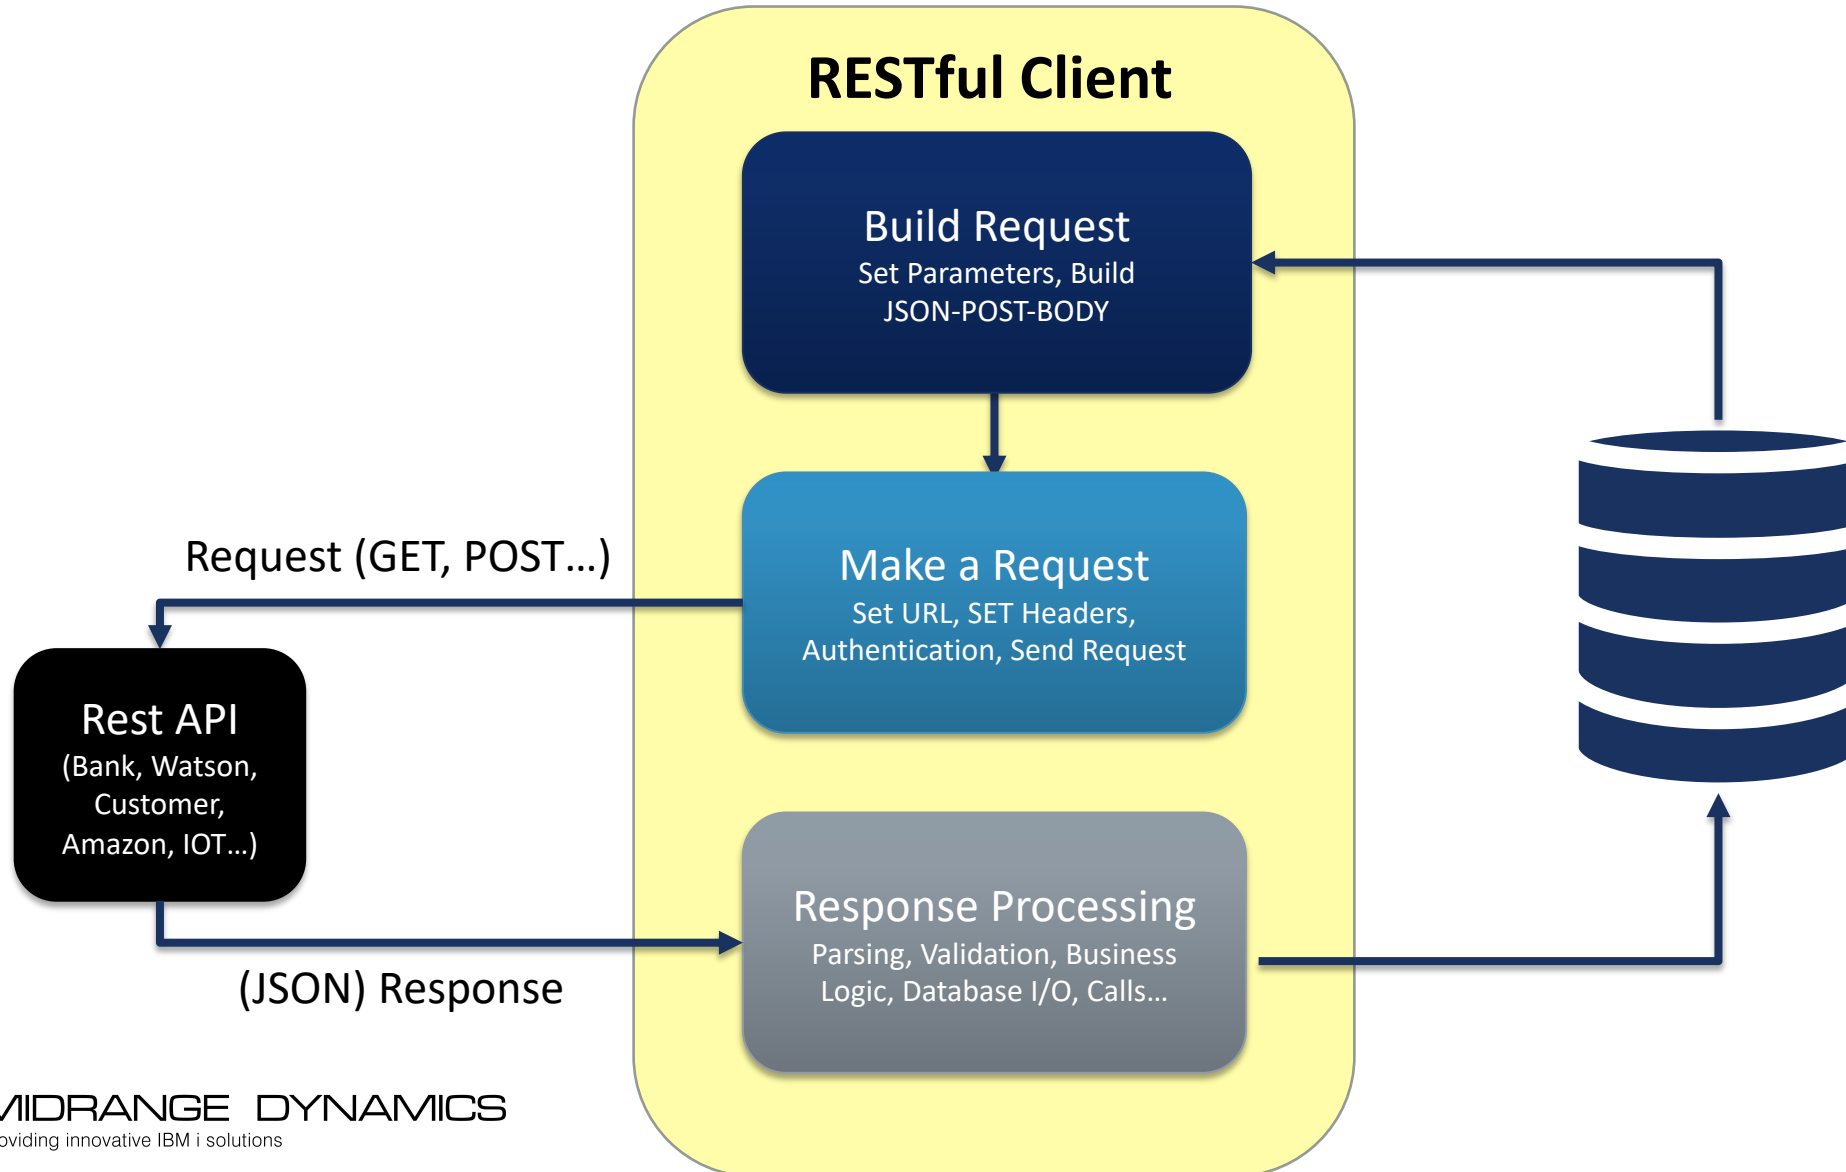 RESTful Client
Build Request
Set Parameters, Build
JSON-POST-BODY
Request (GET, POST...)
Make a Request
Set URL, SET Headers,
Authentication, Send Request
Rest API
(Bank, Watson,
Customer,
Amazon, IOT...)
Response Processing
Parsing, Validation, Business
Logic, Database I/O, Calls...
(JSON) Response
MIDRANGE DYNAMICS
oviding innovative IBM i solutions